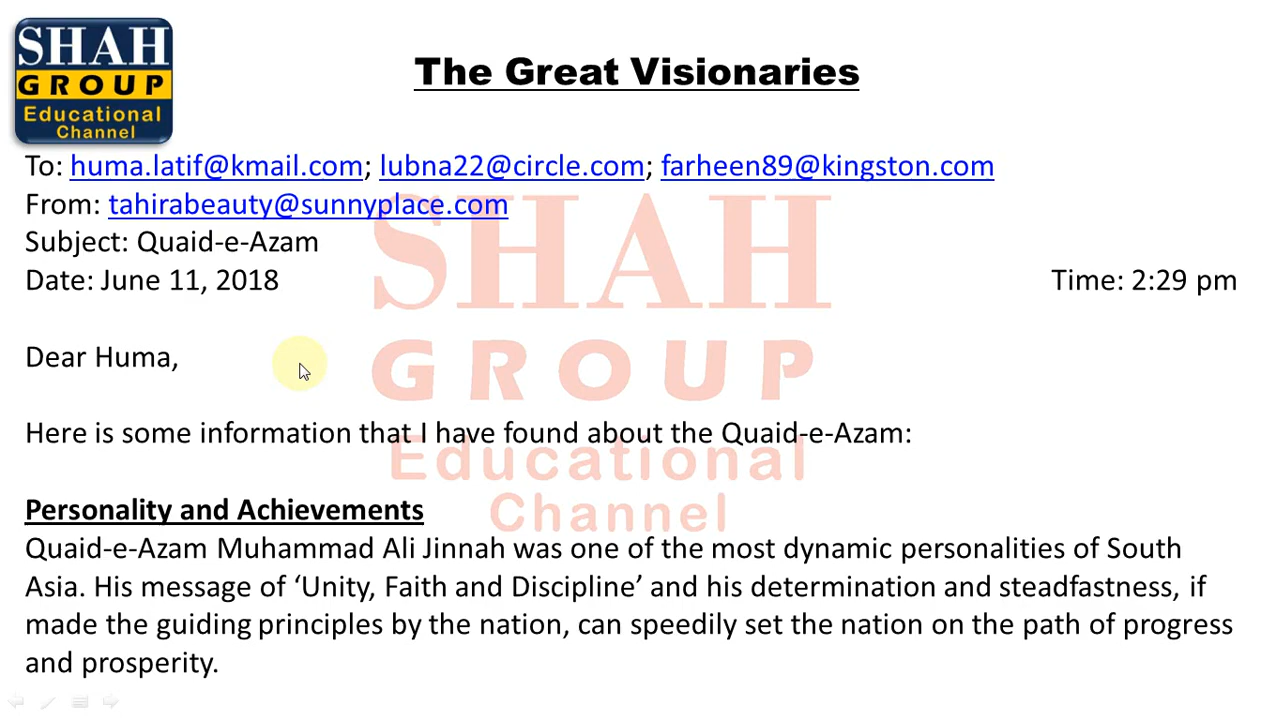 SHAH
GROUP
Educational
Channel
The Great Visionaries
To: huma.latif@kmail.com; lubna22@circle.com; farheen89@kingston.com
From: tahirabeauty@sunnyplace.com
Subject: Quaid-e-Azam
Date: June 11, 2018 Time: 2:29 pm
SHAH
Dear Huma,
GROUP
Here is some information that I have found about the Quaid-e-Azam:
Educational
Channel
Personality and Achievements
Quaid-e-Azam Muhammad Ali Jinnah was one of the most dynamic personalities of South
Asia. His message of ‘Unity, Faith and Discipline’ and his determination and steadfastness, if
made the guiding principles by the nation, can speedily set the nation on the path of progress
and prosperity.